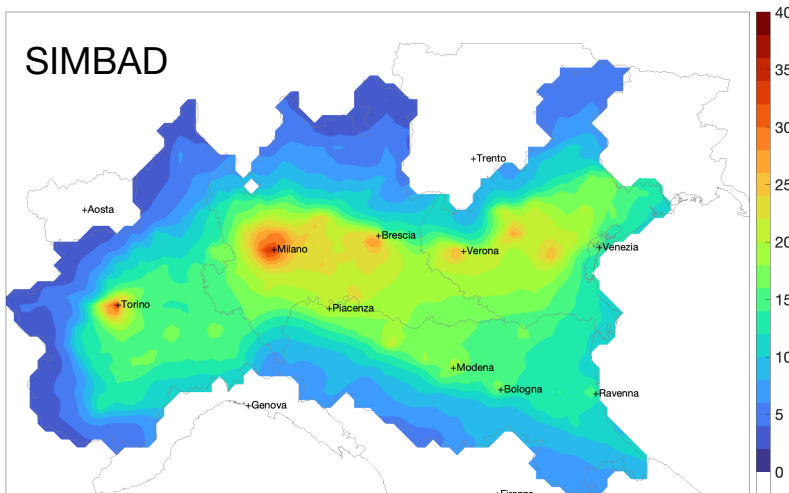 SIMBAD
40
35
30
25
20
15
10
5
0
+Trento
+Aosta
+Milano
+Brescia
+Verona
+Venezia
+Torino
+Piacenza
+Modena
+Bologna
+Ravenna
+Genova